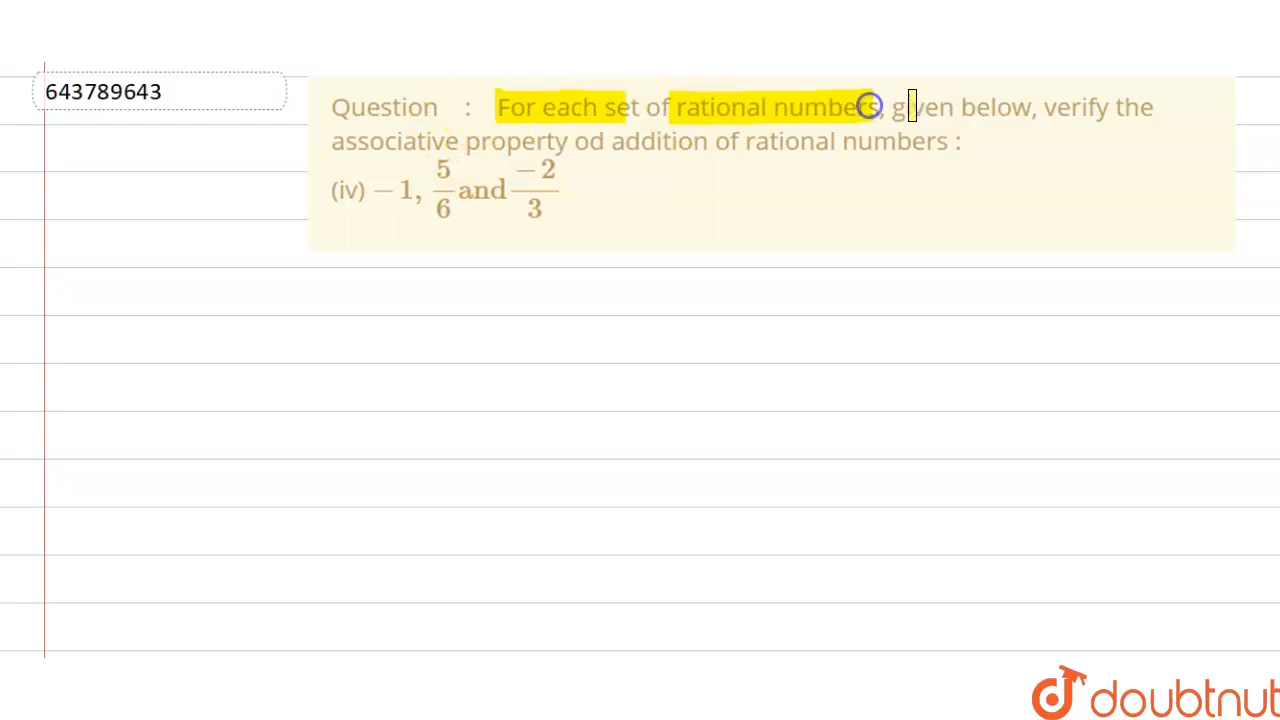 643789643
Question : For each set of rational numbers, given below, verify the
associative property od addition of rational numbers :
(iv) −1, 5/6 and −2/3
doubtnut